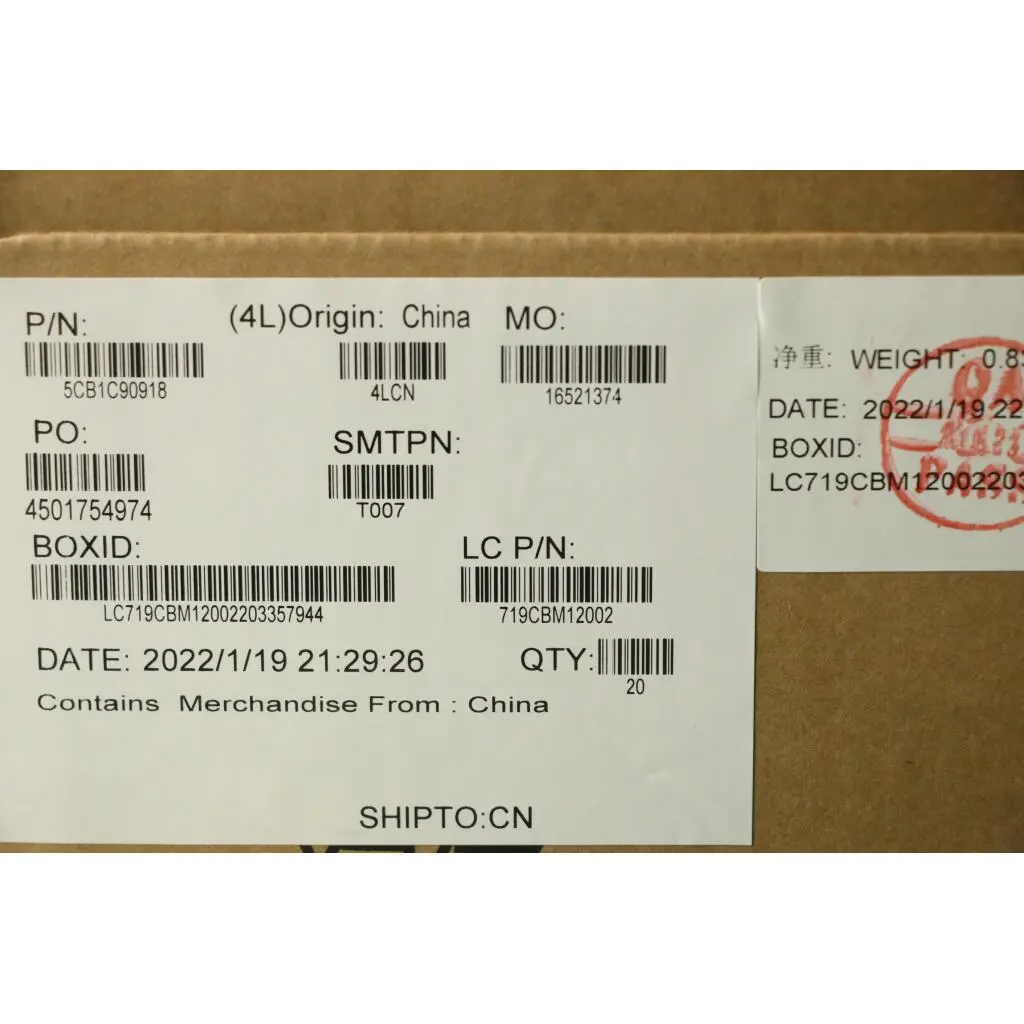 P/N:
(4L)Origin: China
MO:
5CB1C90918
4LCN
16521374
PO:
SMTPN:
4501754974
T007
BOXID:
LC P/N:
LC719CBM12002203357944
719CBM12002
DATE: 2022/1/19 21:29:26
QTY:
20
Contains Merchandise From : China
SHIPTO:CN
净重: WEIGHT: 0.8
DATE: 2022/1/19 22
BOXID:
LC719CBM12002203